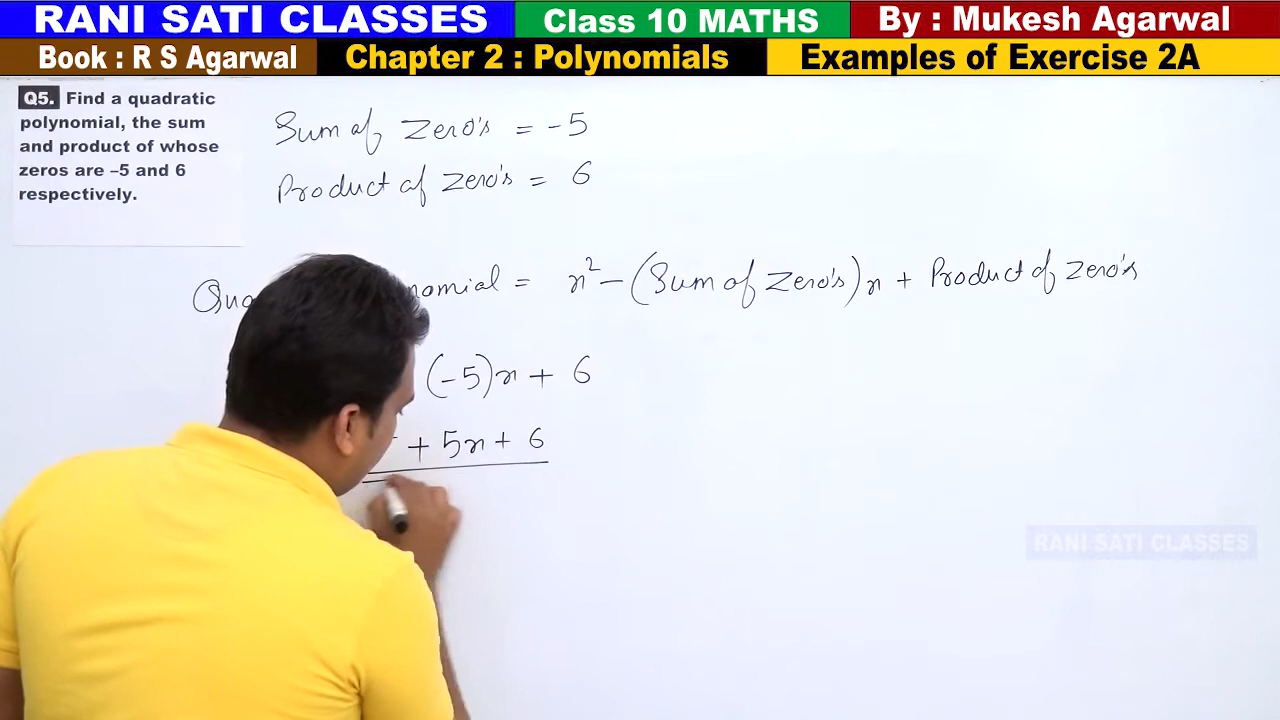 RANI SATI CLASSES
Class 10 MATHS
By : Mukesh Agarwal
Book : R S Agarwal
Chapter 2 : Polynomials
Examples of Exercise 2A
Q5. Find a quadratic
polynomial, the sum
and product of whose
zeros are –5 and 6
respectively.
Sum of zero's = -5
Product of zero's = 6
= x² - (Sum of zero's)x + Product of zero's
(-5)x + 6
+ 5x + 6
RANI SATI CLASSES